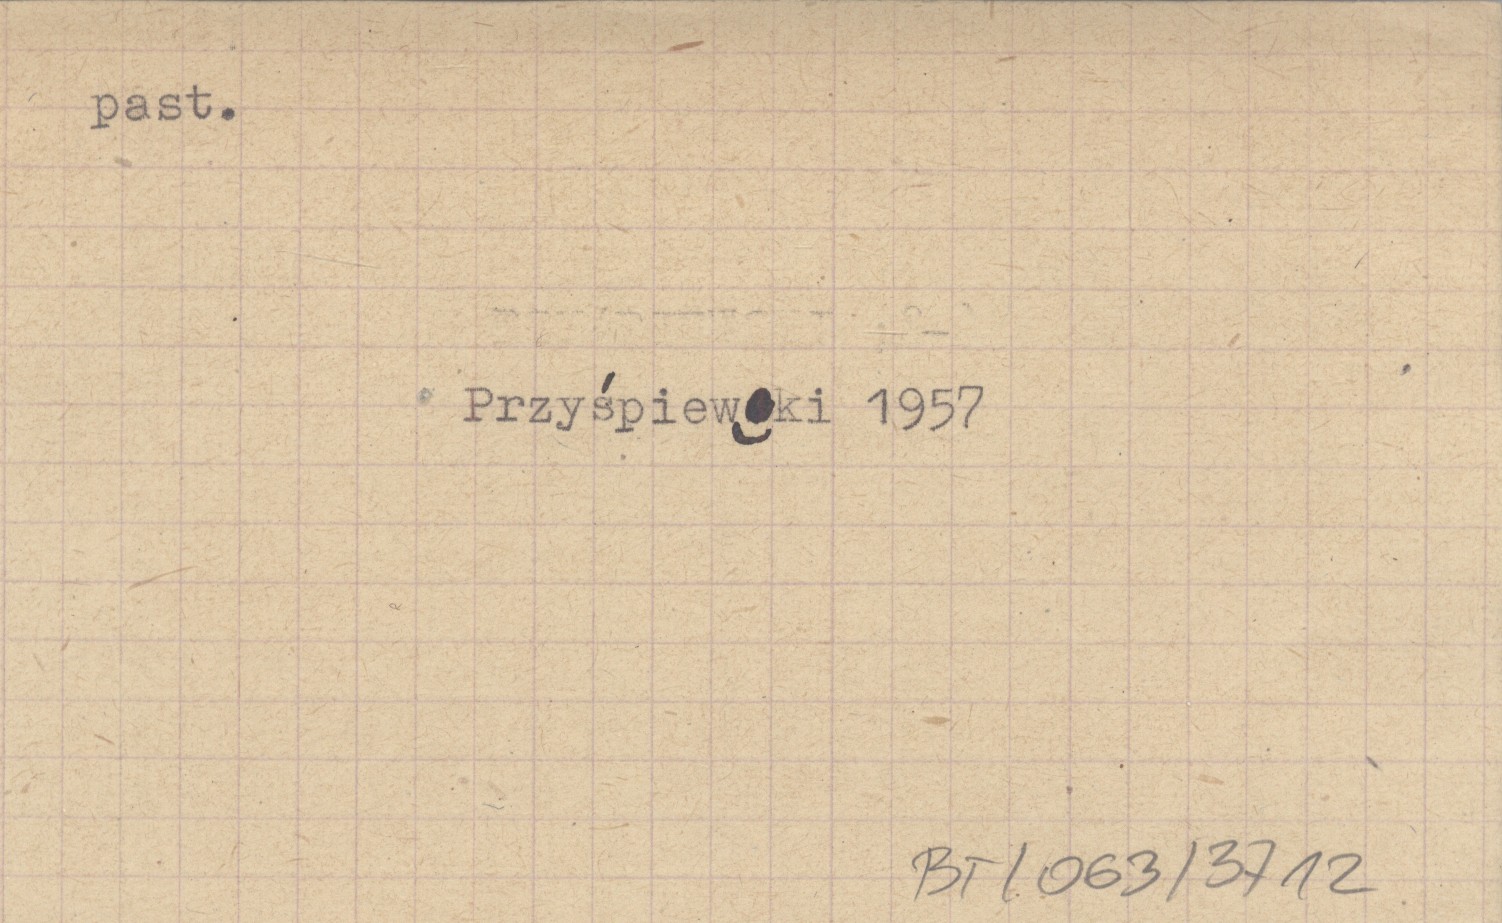 past.
Przyśpiewki 1957
BT/063/3712